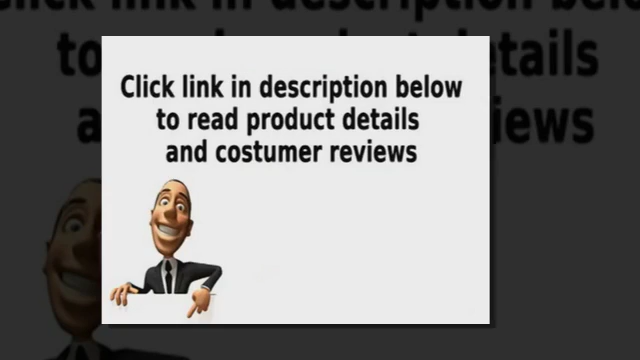 Click link in description below
to read product details
and costumer reviews